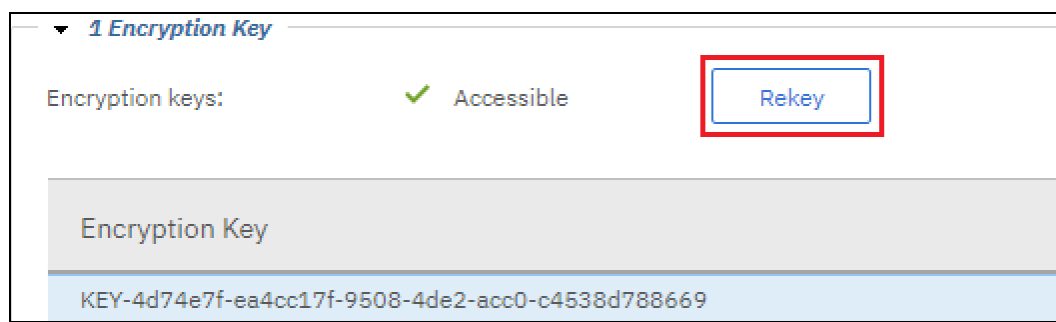 1 Encryption Key
Encryption keys: Accessible Rekey
Encryption Key
KEY-4d74e7f-ea4cc17f-9508-4de2-acc0-c4538d788669